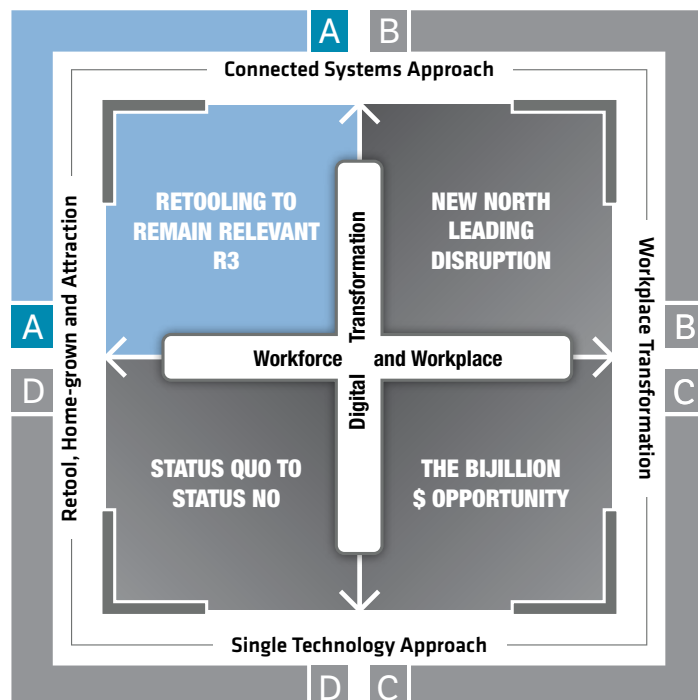 A B
Connected Systems Approach
RETOOLING TO
REMAIN RELEVANT
R3
NEW NORTH
LEADING
DISRUPTION
Retool, Home-grown and Attraction
Workplace Transformation
A
B
Workforce and Workplace
Digital Transformation
D
C
STATUS QUO TO
STATUS NO
THE BIJILLION
$ OPPORTUNITY
Single Technology Approach
D C